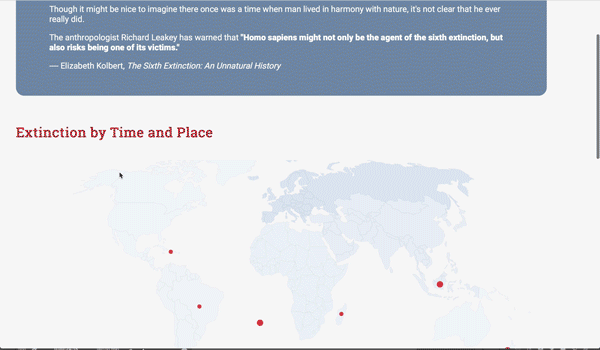 Though it might be nice to imagine there once was a time when man lived in harmony with nature, it's not clear that he ever
really did.
The anthropologist Richard Leakey has warned that "Homo sapiens might not only be the agent of the sixth extinction, but
also risks being one of its victims."
— Elizabeth Kolbert, The Sixth Extinction: An Unnatural History
Extinction by Time and Place